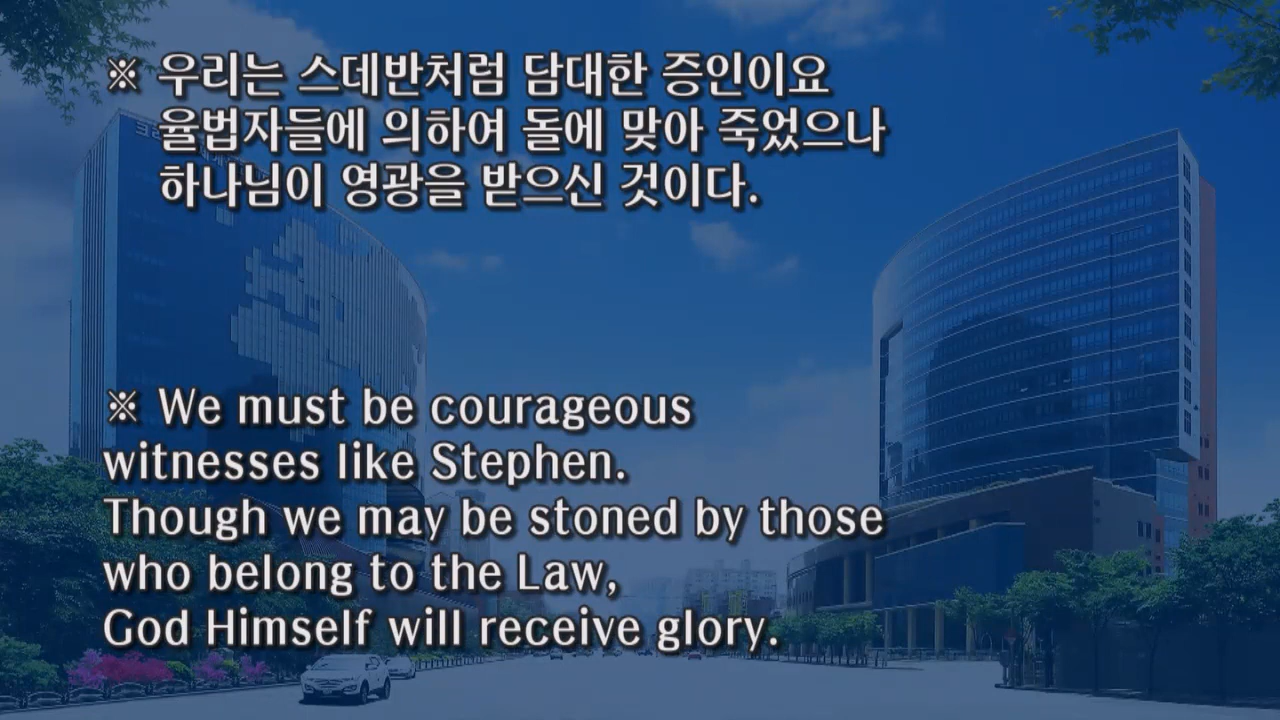 ※ 우리는 스데반처럼 담대한 증인이요
율법자들에 의하여 돌에 맞아 죽었으나
하나님이 영광을 받으신 것이다.
※ We must be courageous
witnesses like Stephen.
Though we may be stoned by those
who belong to the Law,
God Himself will receive glory.